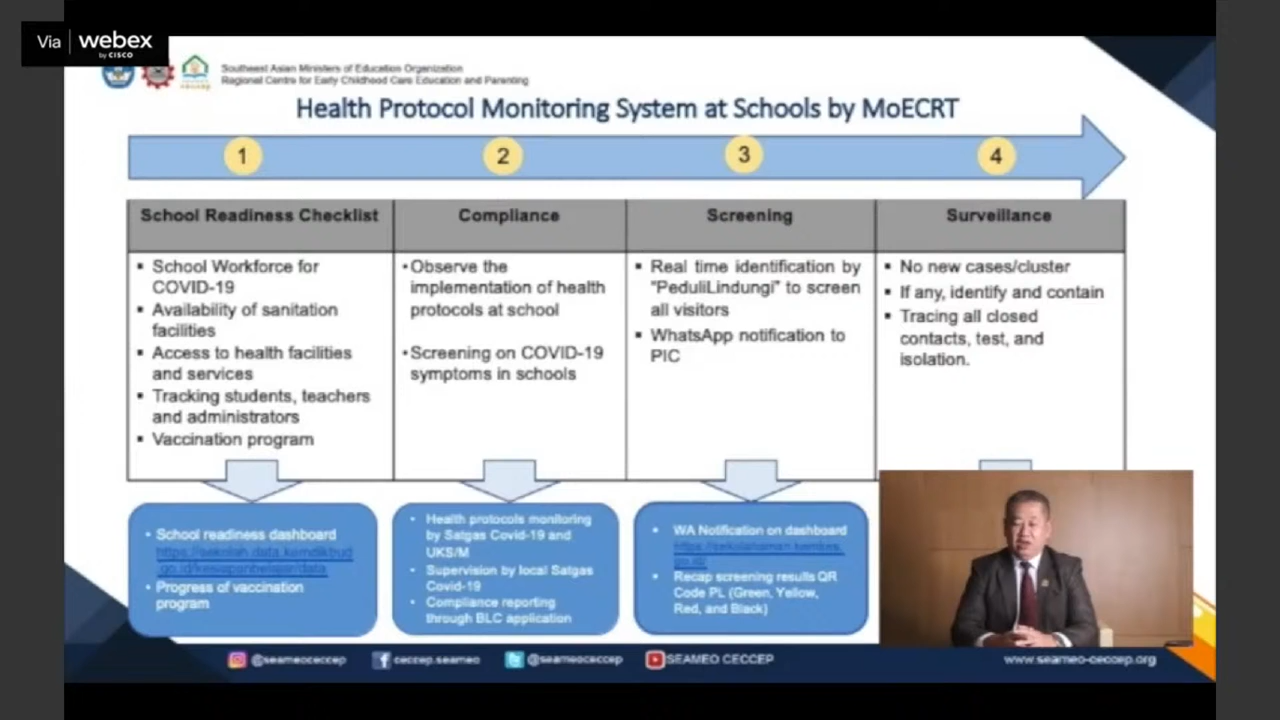 Via webex
by CISCO
Southeast Asian Ministers of Education Organization
Regional Centre for Early Childhood Care Education and Parenting
Health Protocol Monitoring System at Schools by MoECRT
1
2
3
4
School Readiness Checklist
▪ School Workforce for
COVID-19
▪ Availability of sanitation
facilities
▪ Access to health facilities
and services
▪ Tracking students, teachers
and administrators
▪ Vaccination program
Compliance
• Observe the
implementation of health
protocols at school
• Screening on COVID-19
symptoms in schools
Screening
▪ Real time identification by
"PeduliLindungi" to screen
all visitors
▪ WhatsApp notification to
PIC
Surveillance
▪ No new cases/cluster
▪ If any, identify and contain
▪ Tracing all closed
contacts, test, and
isolation.
• School readiness dashboard
https://sekolah.data.kemdikbud
.go.id/kesiapanbelajar/data
• Progress of vaccination
program
• Health protocols monitoring
by Satgas Covid-19 and
UKS/M
• Supervision by local Satgas
Covid-19
• Compliance reporting
through BLC application
• WA Notification on dashboard
• Recap screening results QR
Code PL (Green, Yellow,
Red, and Black)
@seameoceccep
ceccep.seameo
@seameoceccep
SEAMEO CECCEP
www.seameo-ceccep.org